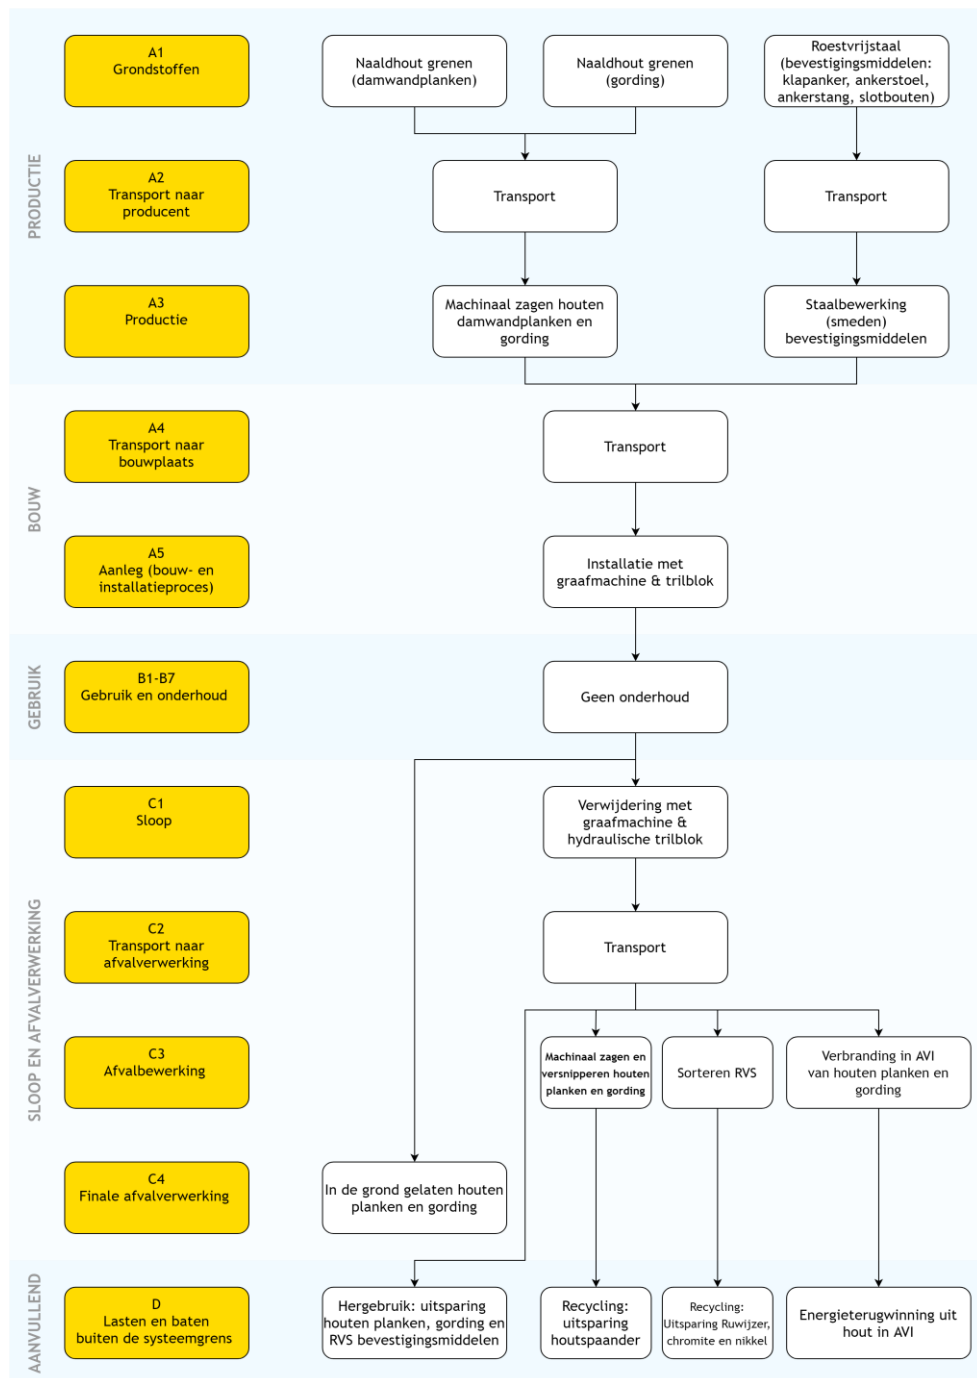 PRODUCTIE
A1
Grondstoffen
Naaldhout grenen
(damwandplanken)
Naaldhout grenen
(gording)
Roestvrijstaal
(bevestigingsmiddelen:
klapanker, ankerstoel,
ankerstang, slotbouten)
A2
Transport naar
producent
Transport
Transport
A3
Productie
Machinaal zagen houten
damwandplanken en
gording
Staalbewerking
(smeden)
bevestigingsmiddelen
BOUW
A4
Transport naar
bouwplaats
Transport
A5
Aanleg (bouw- en
installatieproces)
Installatie met
graafmachine & trilblok
GEBRUIK
B1-B7
Gebruik en onderhoud
Geen onderhoud
SLOOP EN AFVALVERWERKING
C1
Sloop
Verwijdering met
graafmachine &
hydraulische trilblok
C2
Transport naar
afvalverwerking
Transport
C3
Afvalbewerking
Machinaal zagen en
versnipperen houten
planken en gording
Sorteren RVS
Verbranding in AVI
van houten planken en
gording
C4
Finale afvalverwerking
In de grond gelaten houten
planken en gording
AANVULLEND
D
Lasten en baten
buiten de systeemgrens
Hergebruik: uitsparing
houten planken, gording en
RVS bevestigingsmiddelen
Recycling:
uitsparing
houtspaander
Recycling:
Uitsparing Ruwijzer,
chromite en nikkel
Energieterugwinning uit
hout in AVI